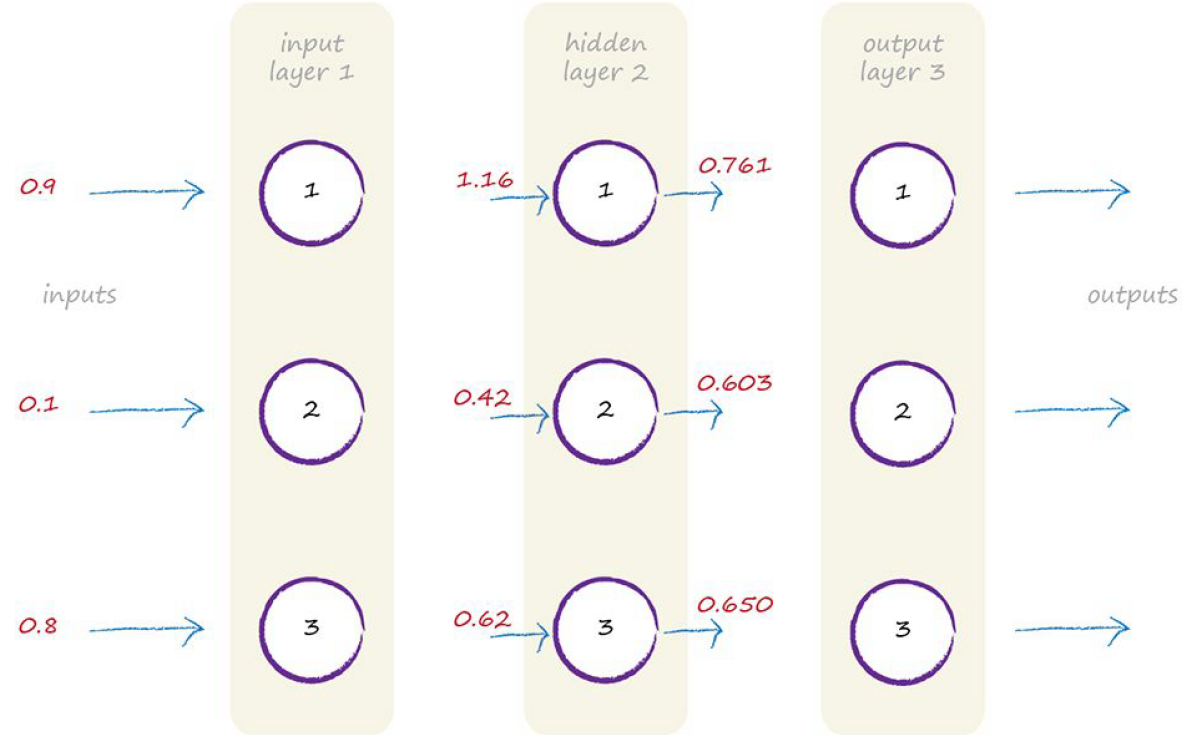 input
layer 1
hidden
layer 2
output
layer 3
0.9
1
1.16
1
0.761
1
inputs
outputs
0.1
2
0.42
2
0.603
2
0.8
3
0.62
3
0.650
3